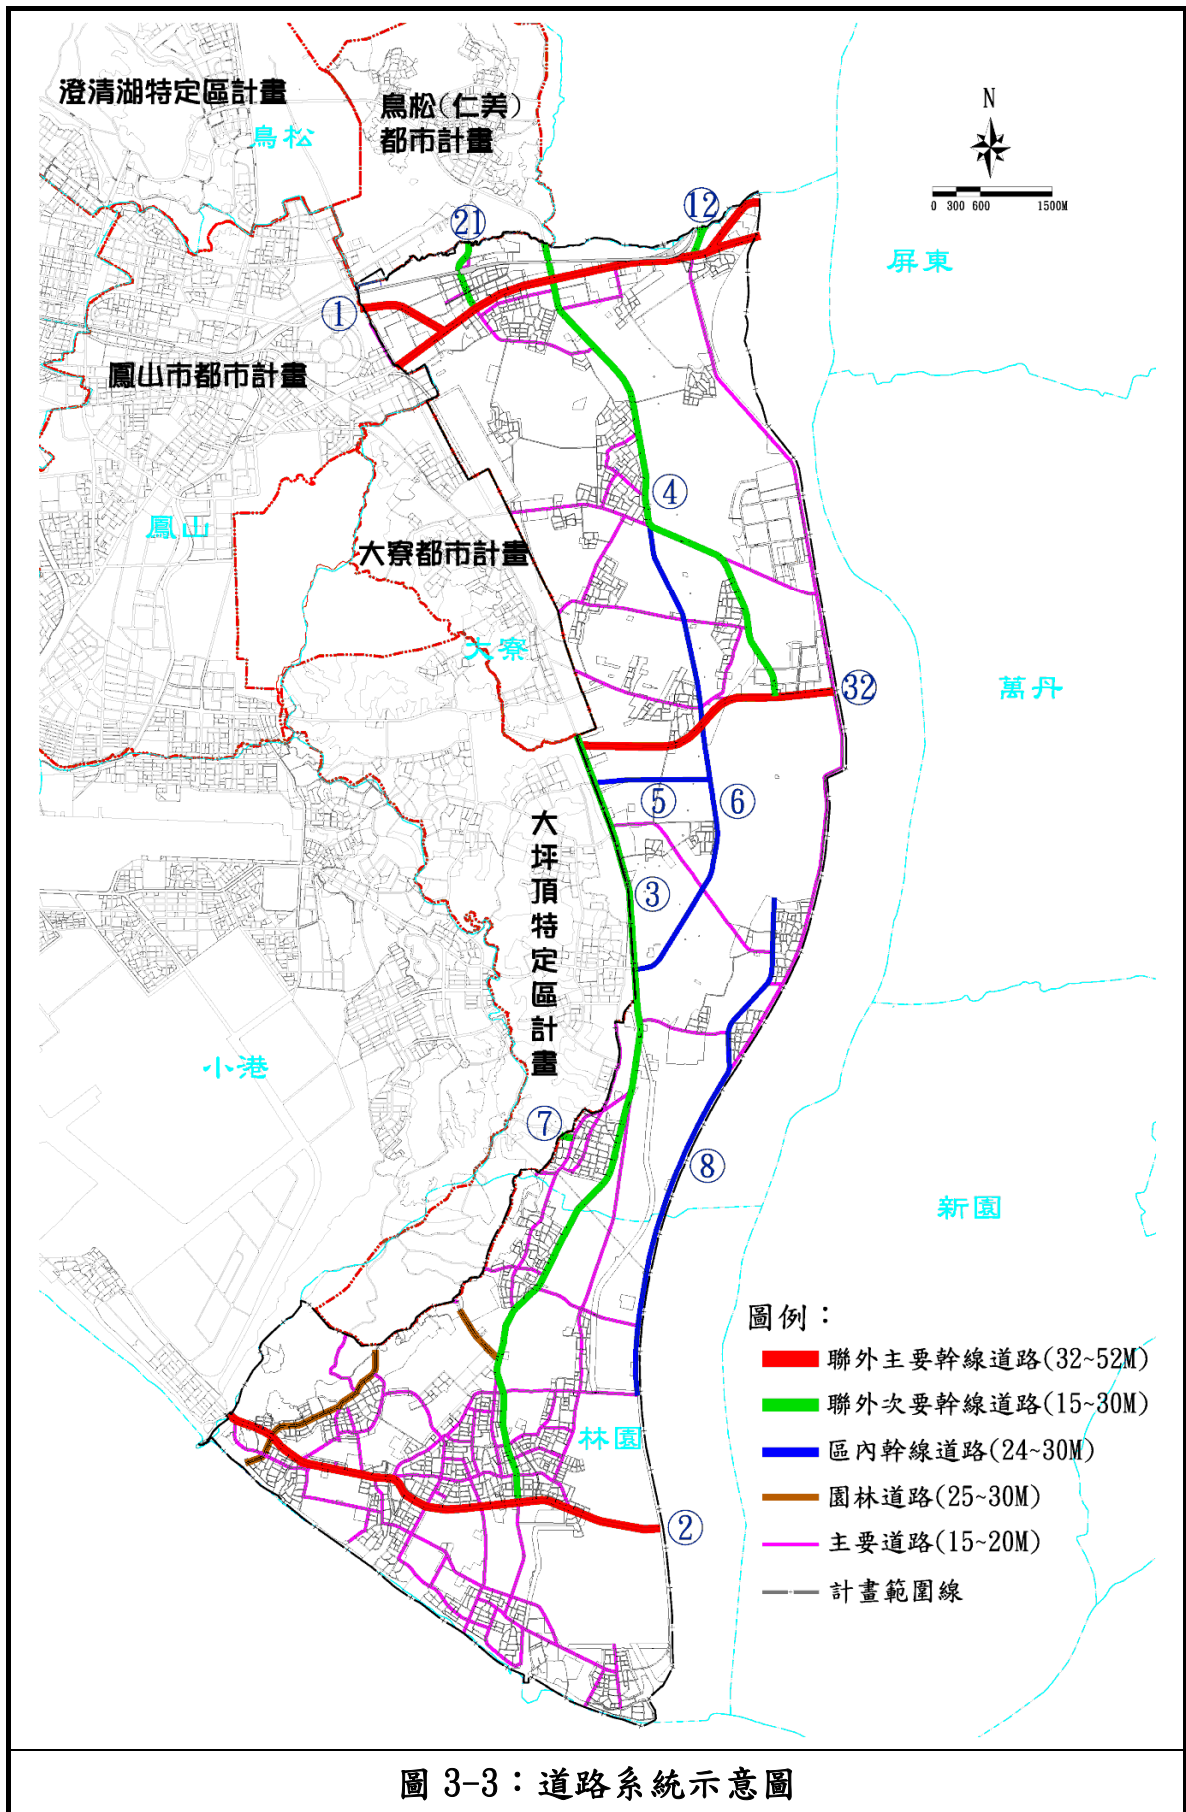 澄清湖特定區計畫
鳥松(仁美)
都市計畫
鳥松
N
0 300 600 1500M
屏東
21
12
1
鳳山市都市計畫
4
鳳山
大寮都市計畫
大寮
32
萬丹
5
6
大坪頂特定區計畫
3
小港
7
8
新園
圖例：
聯外主要幹線道路(32~52M)
聯外次要幹線道路(15~30M)
區內幹線道路(24~30M)
園林道路(25~30M)
主要道路(15~20M)
計畫範圍線
林園
2
圖 3-3：道路系統示意圖